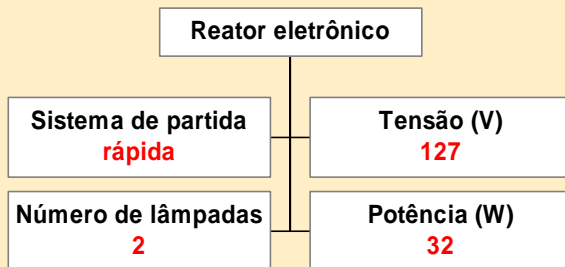 Reator eletrônico
Sistema de partida
rápida
Tensão (V)
127
Número de lâmpadas
2
Potência (W)
32